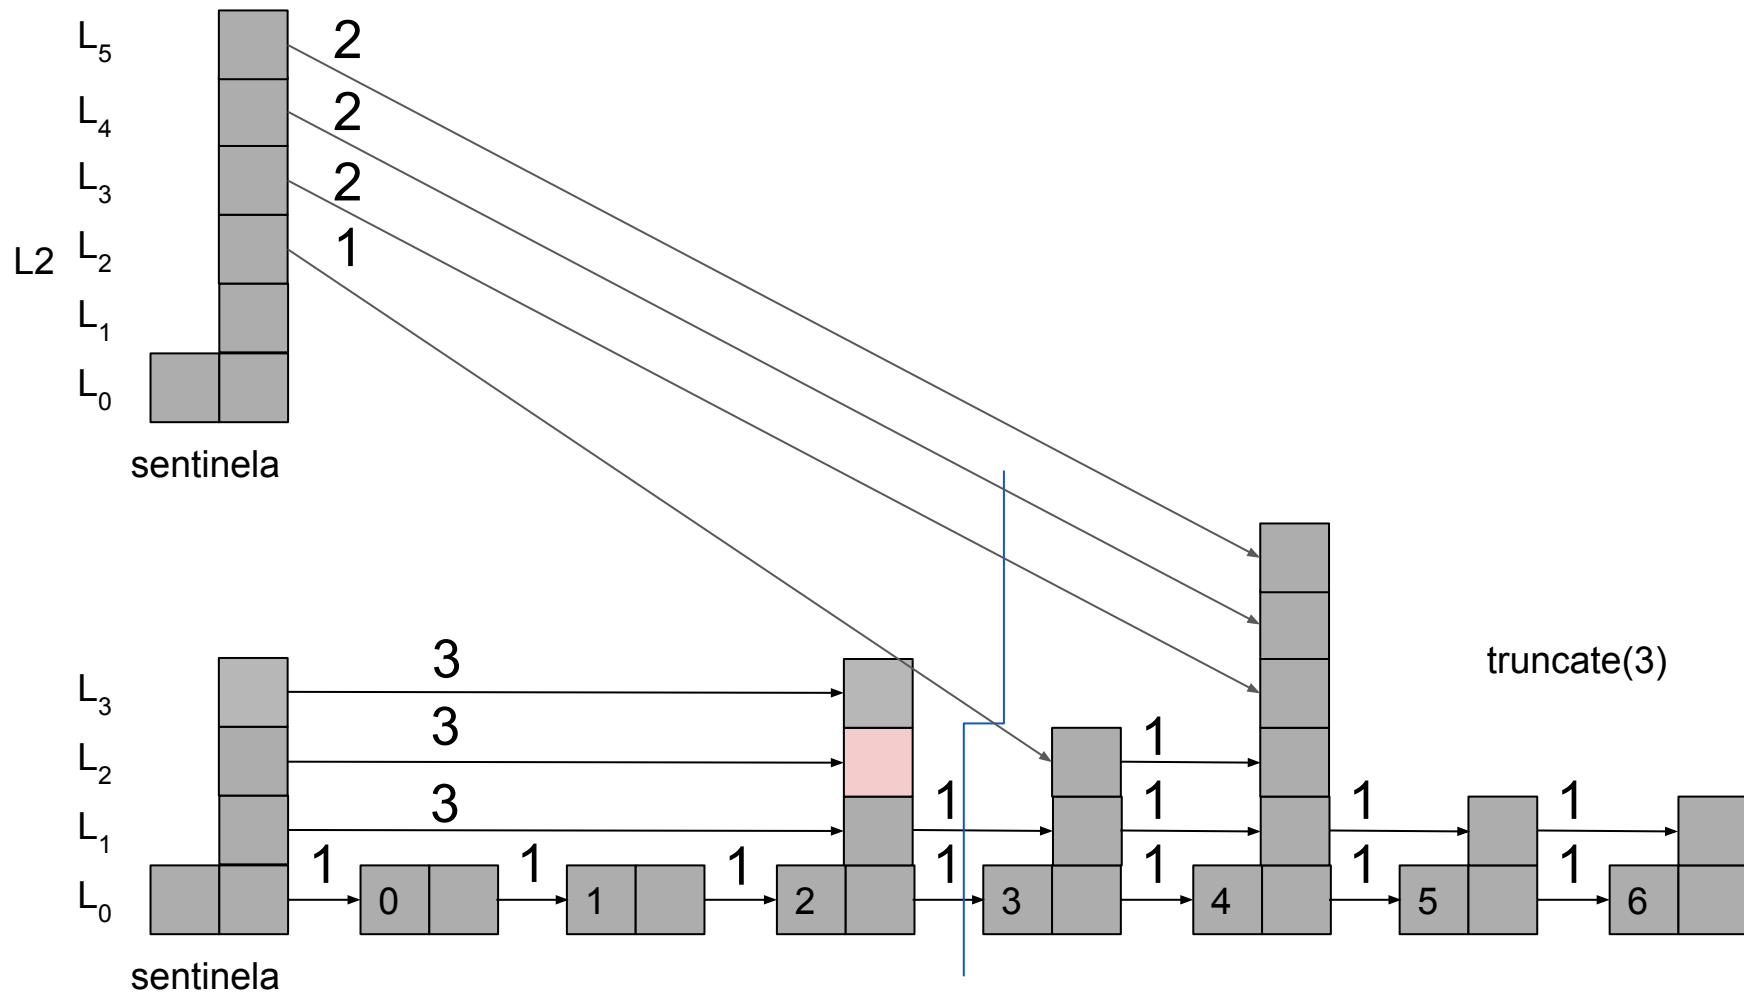 L5 2
L4 2
L3 2
L2 L2 1
L1
L0
sentinela
truncate(3)
L3 3
L2 3 1
L1 3 1 1 1 1
L0 1 0 1 1 1 2 1 3 1 4 1 5 1 6
sentinela